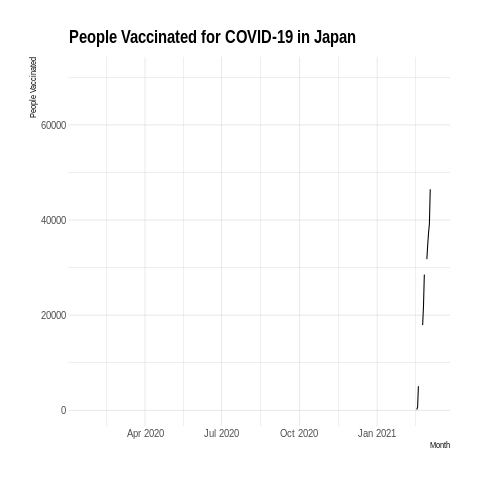 People Vaccinated for COVID-19 in Japan
People Vaccinated
60000
40000
20000
0
Apr 2020 Jul 2020 Oct 2020 Jan 2021
Month